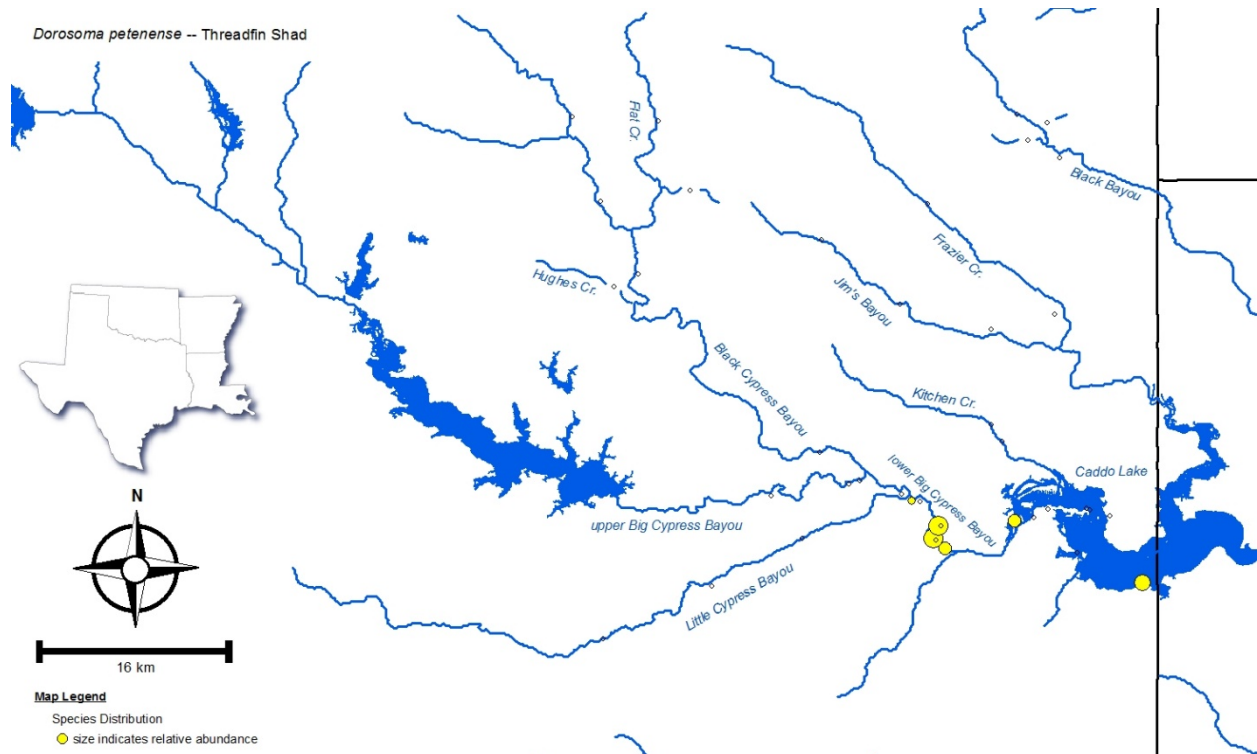 Dorosoma petenense -- Threadfin Shad
Flat Cr.
Black Bayou
Frazier Cr.
Hughes Cr.
Jim's Bayou
Black Cypress Bayou
Kitchen Cr.
Caddo Lake
lower Big Cypress Bayou
upper Big Cypress Bayou
Little Cypress Bayou
N
16 km
Map Legend
Species Distribution
size indicates relative abundance